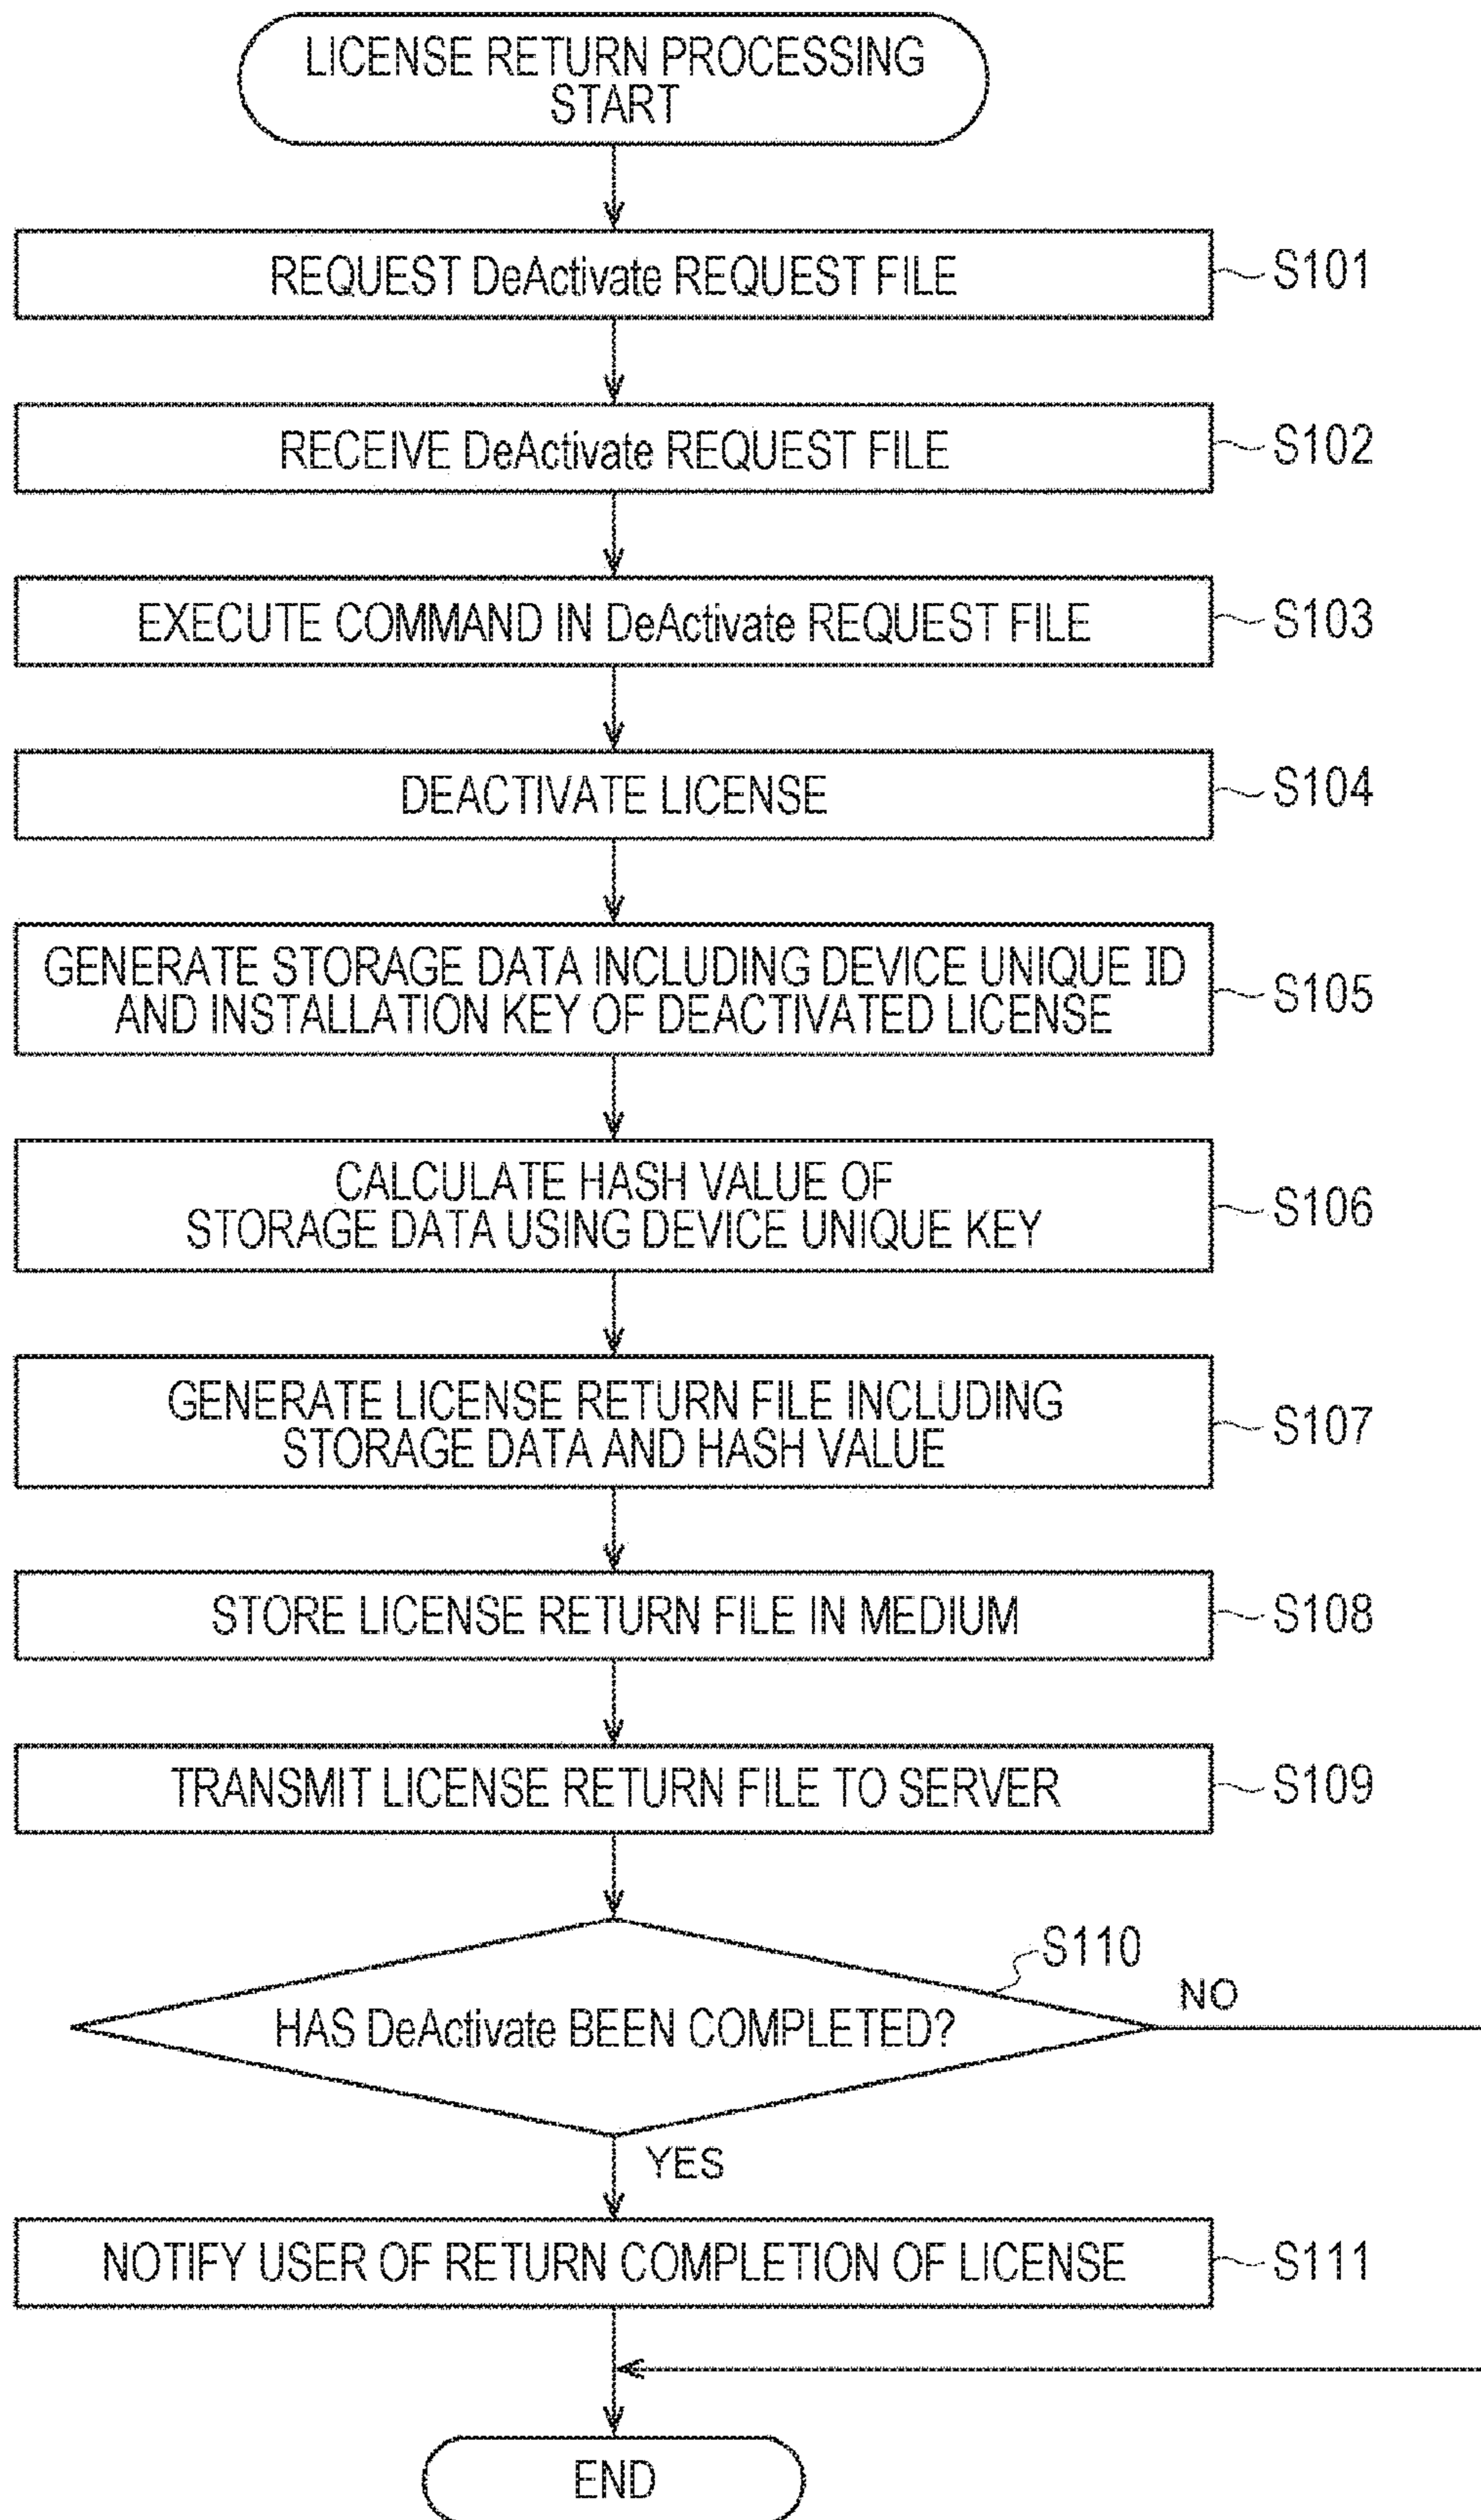 LICENSE RETURN PROCESSING
START
REQUEST DeActivate REQUEST FILE
S101
RECEIVE DeActivate REQUEST FILE
S102
EXECUTE COMMAND IN DeActivate REQUEST FILE
S103
DEACTIVATE LICENSE
S104
GENERATE STORAGE DATA INCLUDING DEVICE UNIQUE ID
AND INSTALLATION KEY OF DEACTIVATED LICENSE
S105
CALCULATE HASH VALUE OF
STORAGE DATA USING DEVICE UNIQUE KEY
S106
GENERATE LICENSE RETURN FILE INCLUDING
STORAGE DATA AND HASH VALUE
S107
STORE LICENSE RETURN FILE IN MEDIUM
S108
TRANSMIT LICENSE RETURN FILE TO SERVER
S109
S110
NO
HAS DeActivate BEEN COMPLETED?
YES
NOTIFY USER OF RETURN COMPLETION OF LICENSE
S111
END